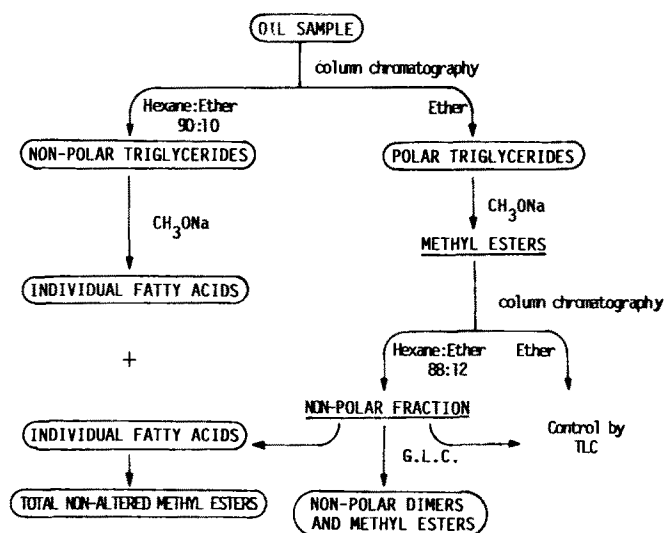 OIL SAMPLE
column chromatography
Hexane:Ether
90:10
Ether
NON-POLAR TRIGLYCERIDES
POLAR TRIGLYCERIDES
CH3ONa
CH3ONa
METHYL ESTERS
INDIVIDUAL FATTY ACIDS
column chromatography
+
Hexane:Ether
88:12
Ether
NON-POLAR FRACTION
Control by
TLC
INDIVIDUAL FATTY ACIDS
G.L.C.
TOTAL NON-ALTERED METHYL ESTERS
NON-POLAR DIMERS
AND METHYL ESTERS